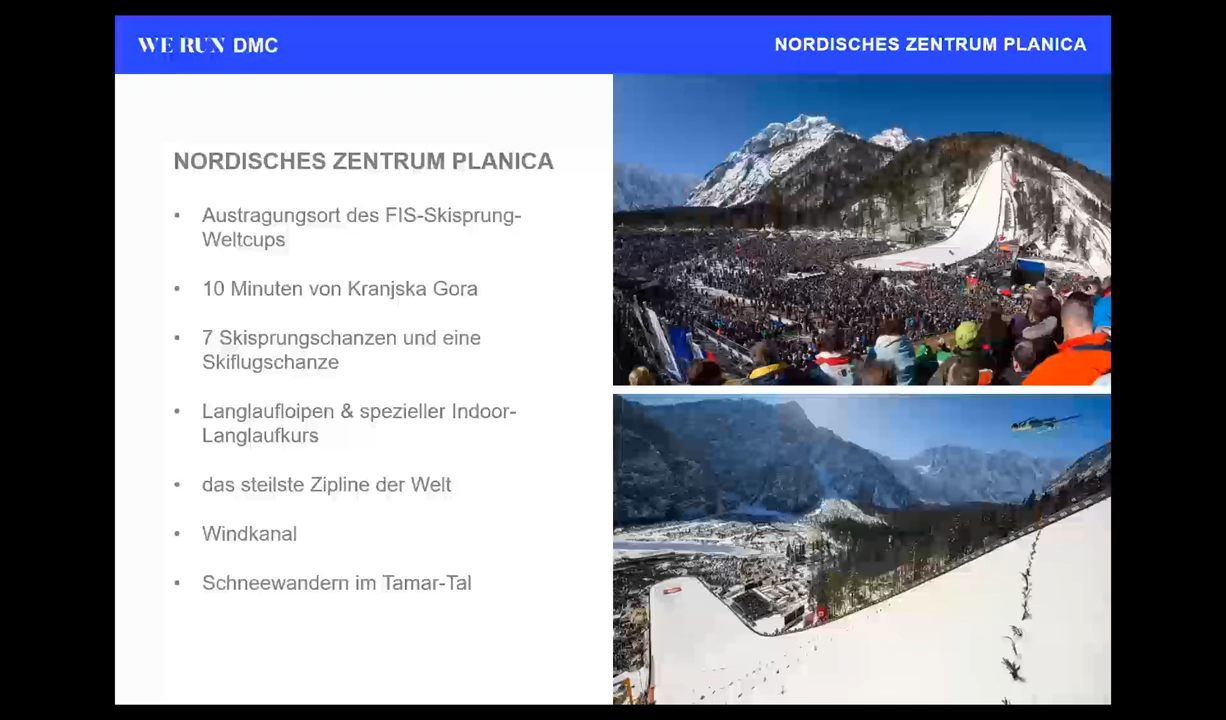 WE RUN DMC
NORDISCHES ZENTRUM PLANICA
NORDISCHES ZENTRUM PLANICA
• Austragungsort des FIS-Skisprung-
Weltcups
• 10 Minuten von Kranjska Gora
• 7 Skisprungschanzen und eine
Skiflugschanze
• Langlaufloipen & spezieller Indoor-
Langlaufkurs
• das steilste Zipline der Welt
• Windkanal
• Schneewandern im Tamar-Tal